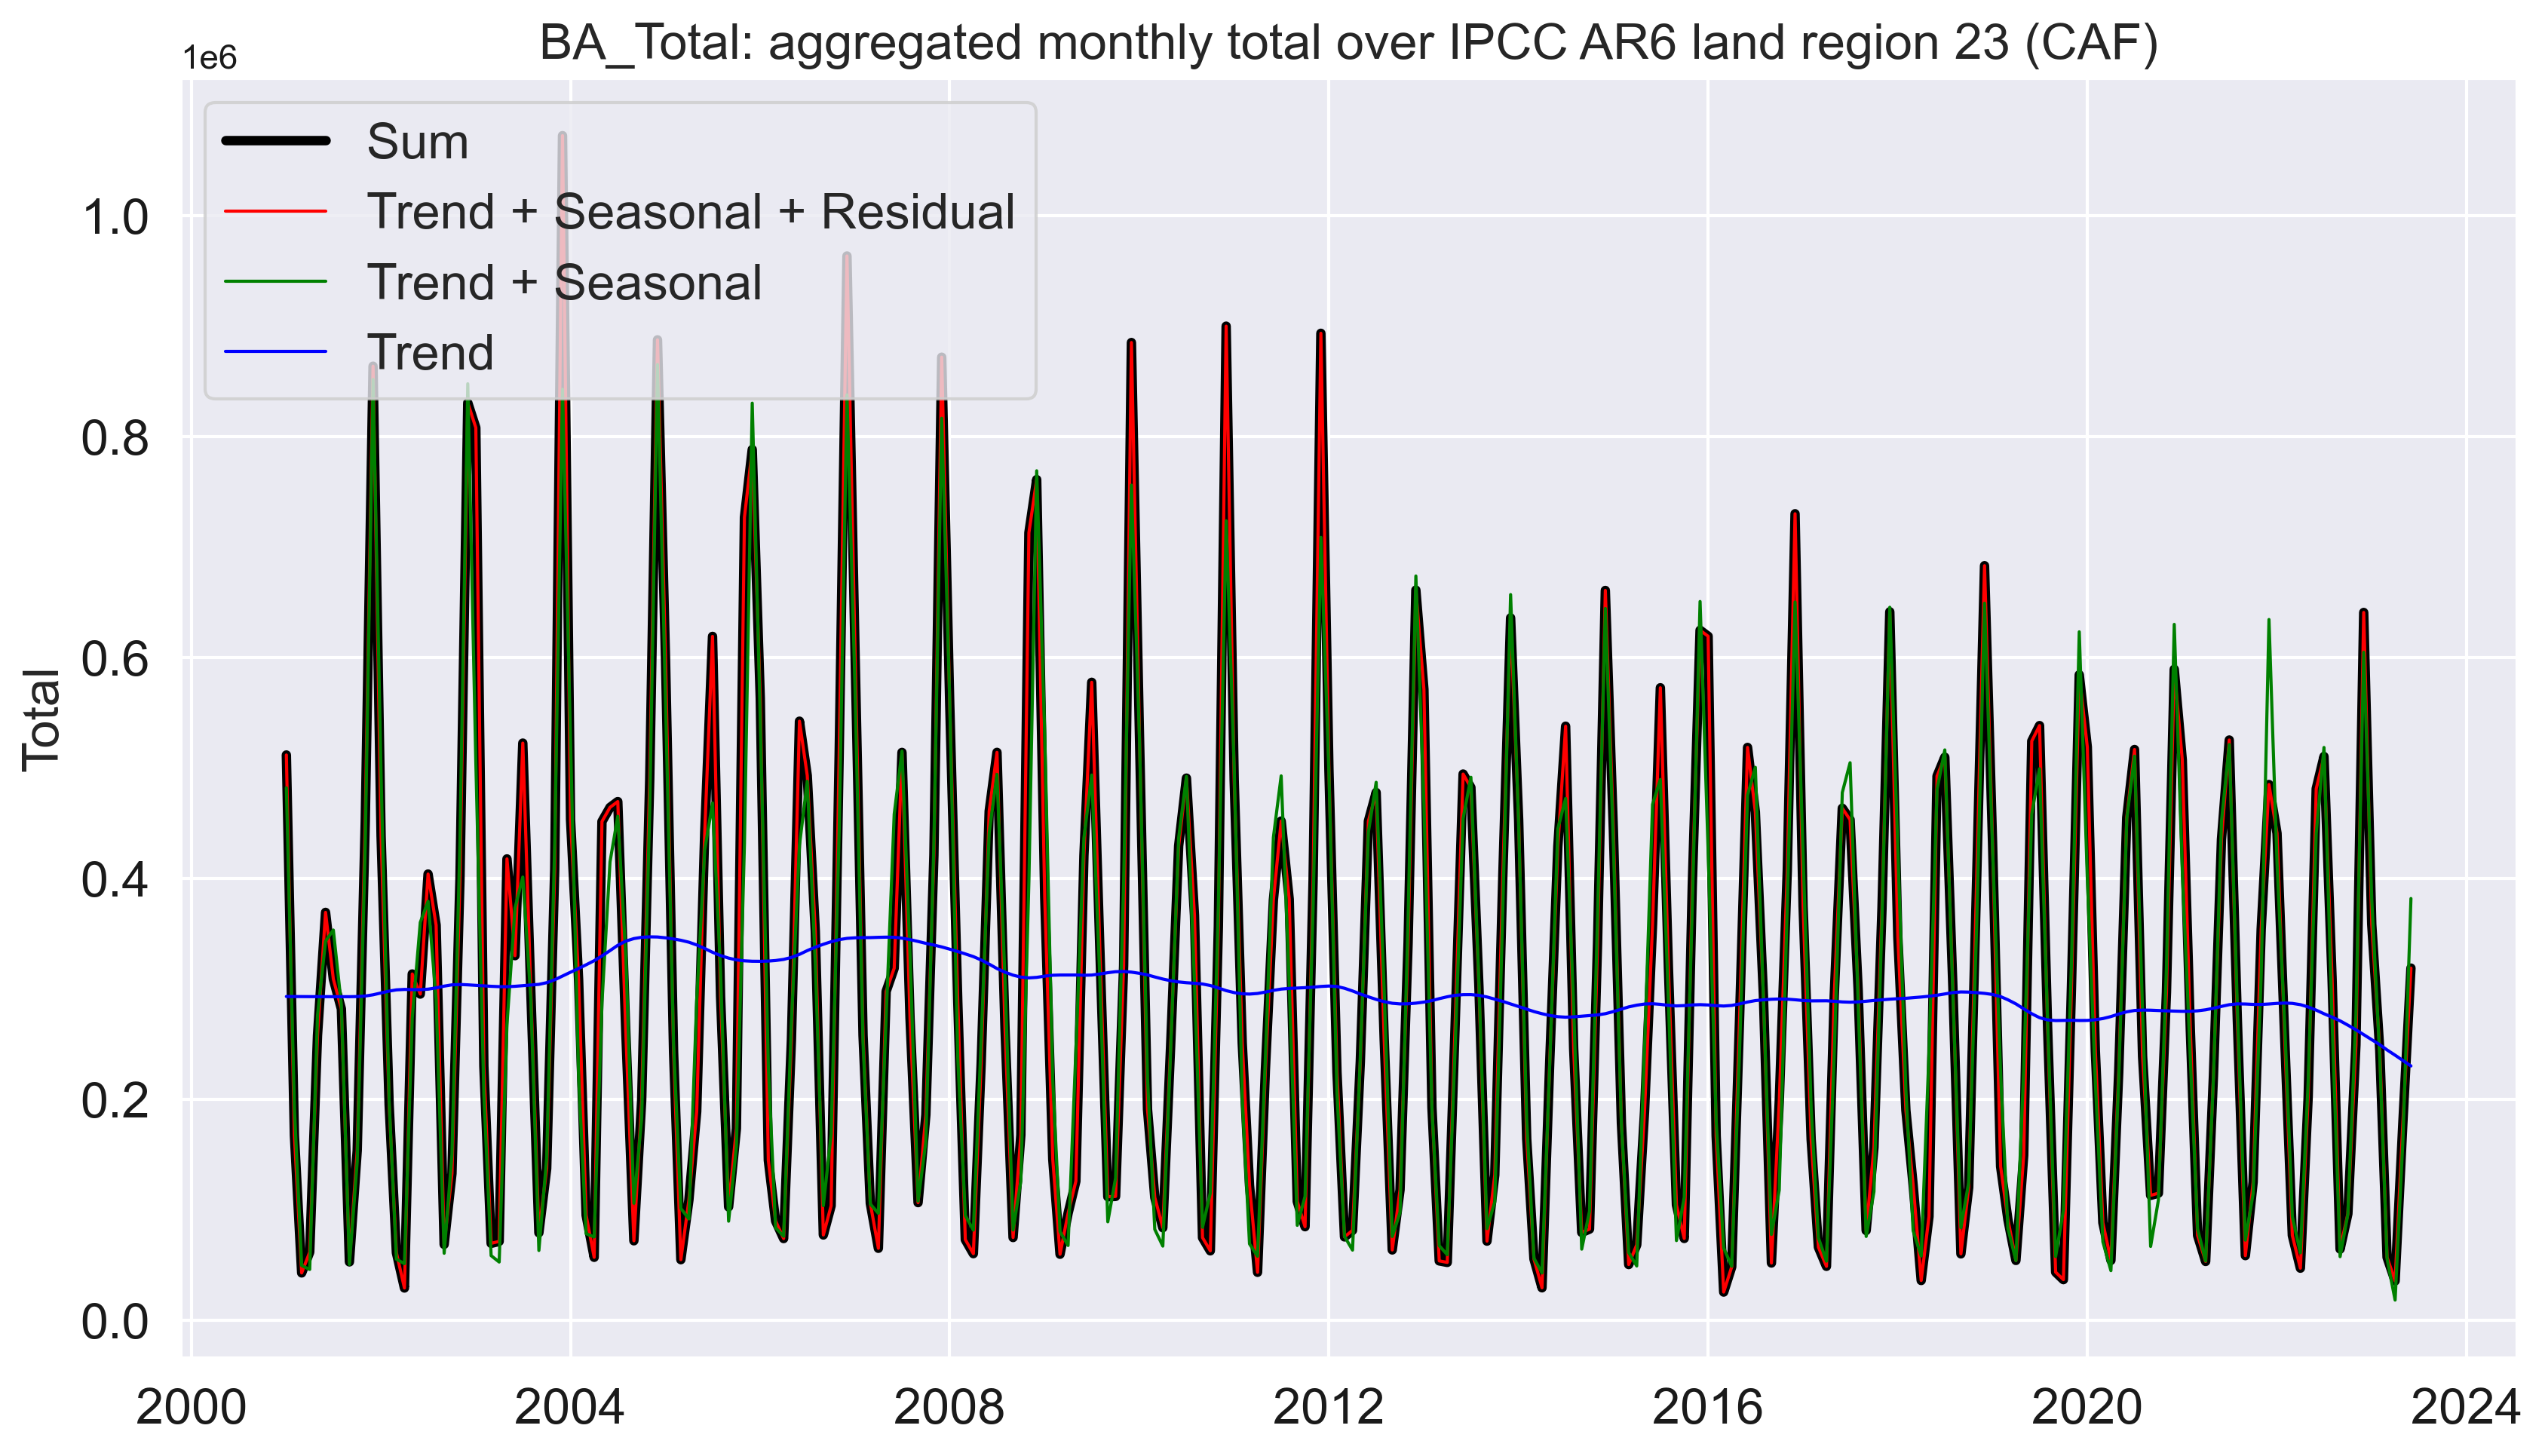 BA_Total: aggregated monthly total over IPCC AR6 land region 23 (CAF)
1e6
Sum
Trend + Seasonal + Residual
Trend + Seasonal
Trend
1.0
0.8
0.6
0.4
0.2
0.0
Total
2000 2004 2008 2012 2016 2020 2024